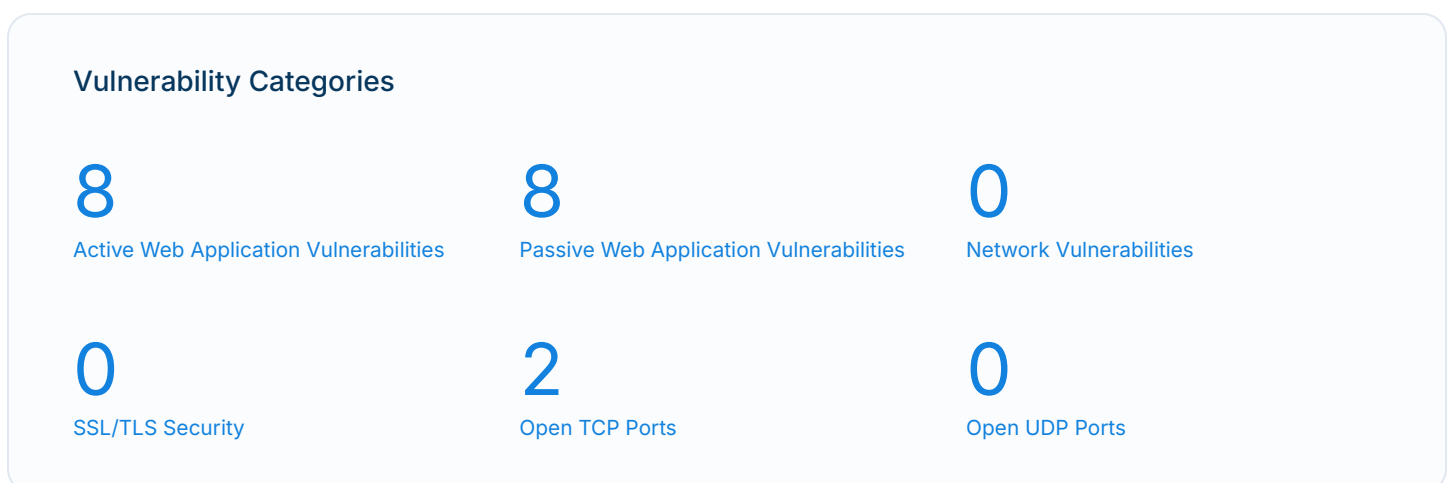 Vulnerability Categories
8 8 0
Active Web Application Vulnerabilities Passive Web Application Vulnerabilities Network Vulnerabilities
0 2 0
SSL/TLS Security Open TCP Ports Open UDP Ports